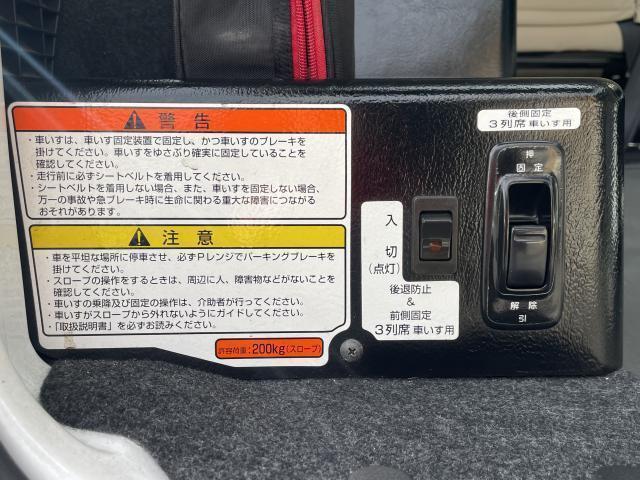 警告
・車いすは、車いす固定装置で固定し、かつ車いすのブレーキを
掛けてください。車いすをゆさぶり確実に固定していることを
確認してください。
・走行前に必ずシートベルトを着用してください。
・シートベルトを着用しない場合、また、車いすを固定しない場合、
万一の事故や急ブレーキ時に生命に関わる重大な障害につながる
おそれがあります。
注意
・車を平坦な場所に停車させ、必ずPレンジでパーキングブレーキを
掛けてください。
・スロープの操作をするときは、周辺に人、障害物などがないことを
確認してください。
・車いすの乗降及び固定の操作は、介助者が行ってください。
・車いすがスロープから外れないようにガイドしてください。
・「取扱説明書」を必ずお読みください。
許容荷重:200kg(スロープ)
入
切
(点灯)
後退防止
&
前側固定
3列席 車いす用
後側固定
3列席 車いす用
押
固定
解除
引